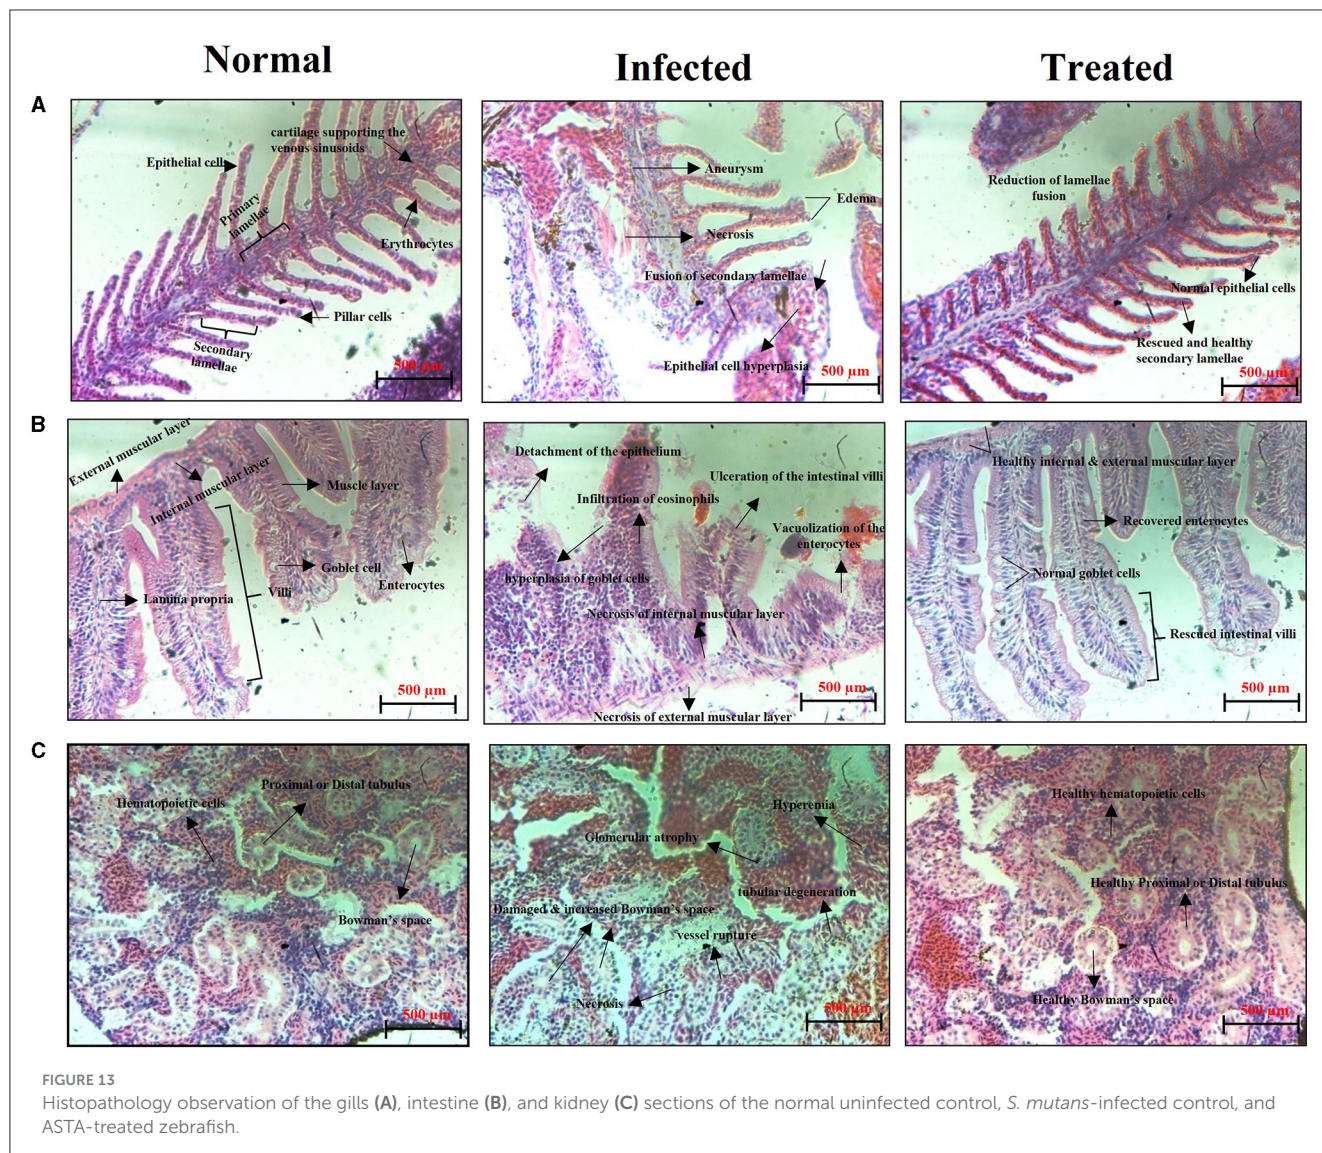 Normal
Infected
Treated
A
cartilage supporting the
venous sinusoids
Epithelial cells
Primary
lamellae
Erythrocytes
Pillar cells
Secondary
lamellae
500 µm
Aneurysm
Edema
Necrosis
Fusion of secondary lamellae
Epithelial cell hyperplasia
500 µm
Reduction of lamellae
fusion
Normal epithelial cells
Rescued and healthy
secondary lamellae
500 µm
B
External muscular layer
Internal muscular layer
Muscle layer
Goblet cell
Enterocytes
Villi
Lamina propria
500 µm
Detachment of the epithelium
Ulceration of the intestinal villi
Infiltration of eosinophils
Vacuolization of the
enterocytes
hyperplasia of goblet cells
Necrosis of internal muscular layer
500 µm
Necrosis of external muscular layer
Healthy internal & external muscular layer
Recovered enterocytes
Normal goblet cells
Rescued intestinal villi
500 µm
C
Proximal or Distal tubulus
Hematopoietic cells
Bowman's space
500 µm
Hyperemia
Glomerular atrophy
tubular degeneration
Damaged & increased Bowman's space
vessel rupture
Necrosis
500 µm
Healthy hematopoietic cells
Healthy Proximal or Distal tubulus
Healthy Bowman's space
500 µm
FIGURE 13
Histopathology observation of the gills (A), intestine (B), and kidney (C) sections of the normal uninfected control, S. mutans-infected control, and
ASTA-treated zebrafish.